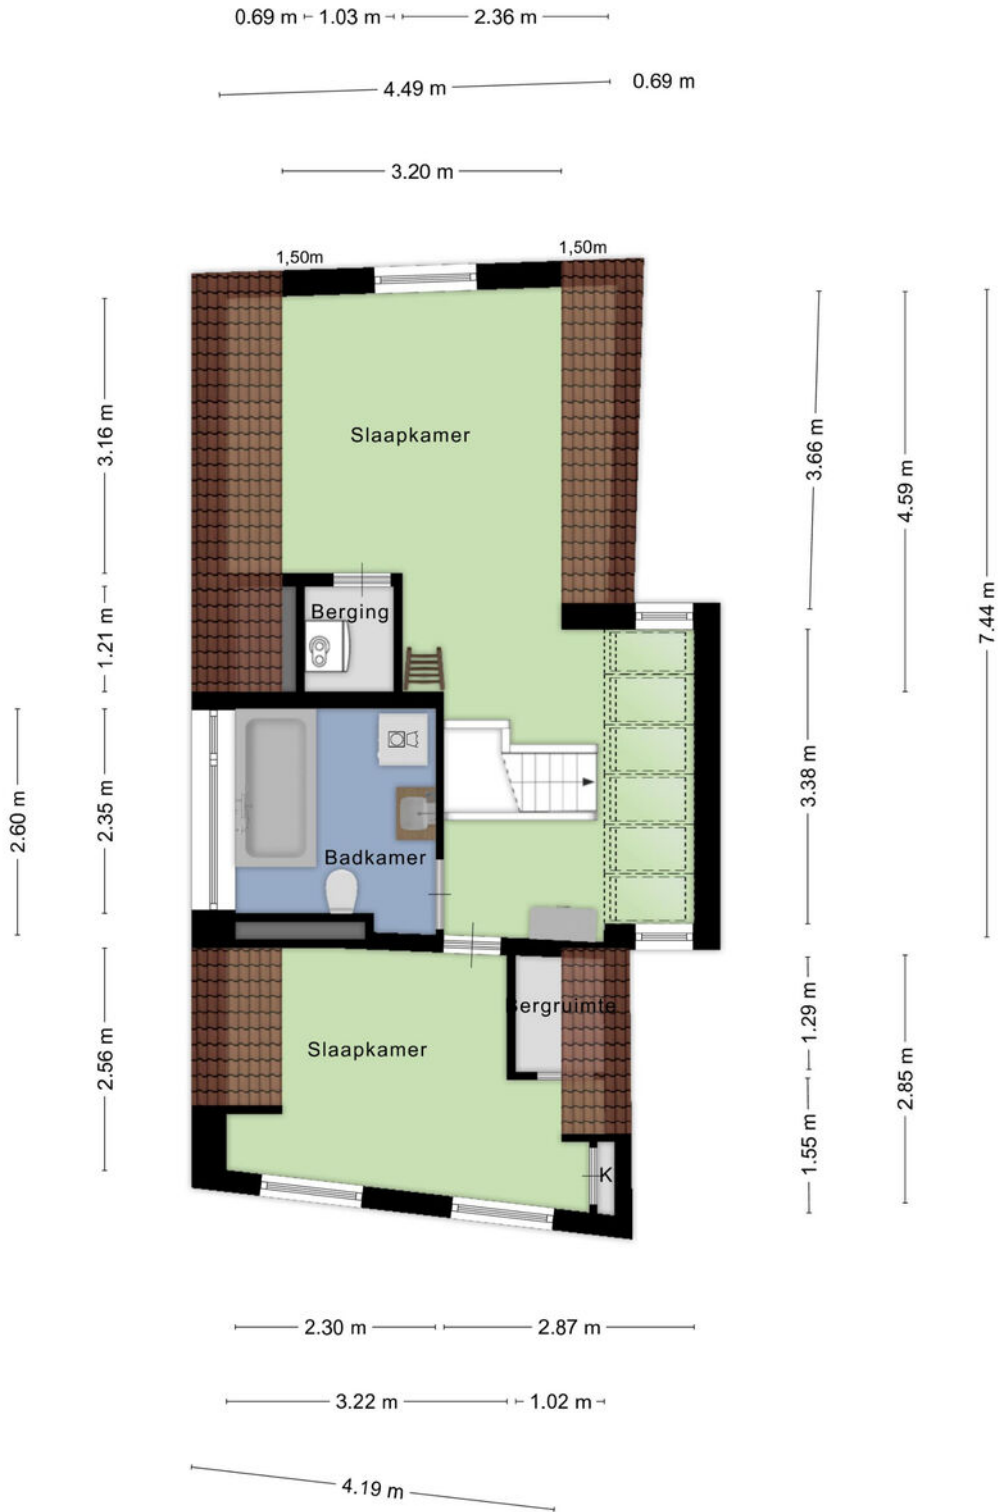 0.69 m 1.03 m 2.36 m
4.49 m 0.69 m
3.20 m
1,50m 1,50m
3.16 m
Slaapkamer
3.66 m
4.59 m
7.44 m
1.21 m
Berging
2.60 m
2.35 m
3.38 m
Badkamer
2.56 m
Slaapkamer
Bergruimte
1.29 m
2.85 m
1.55 m
K
2.30 m 2.87 m
3.22 m 1.02 m
4.19 m